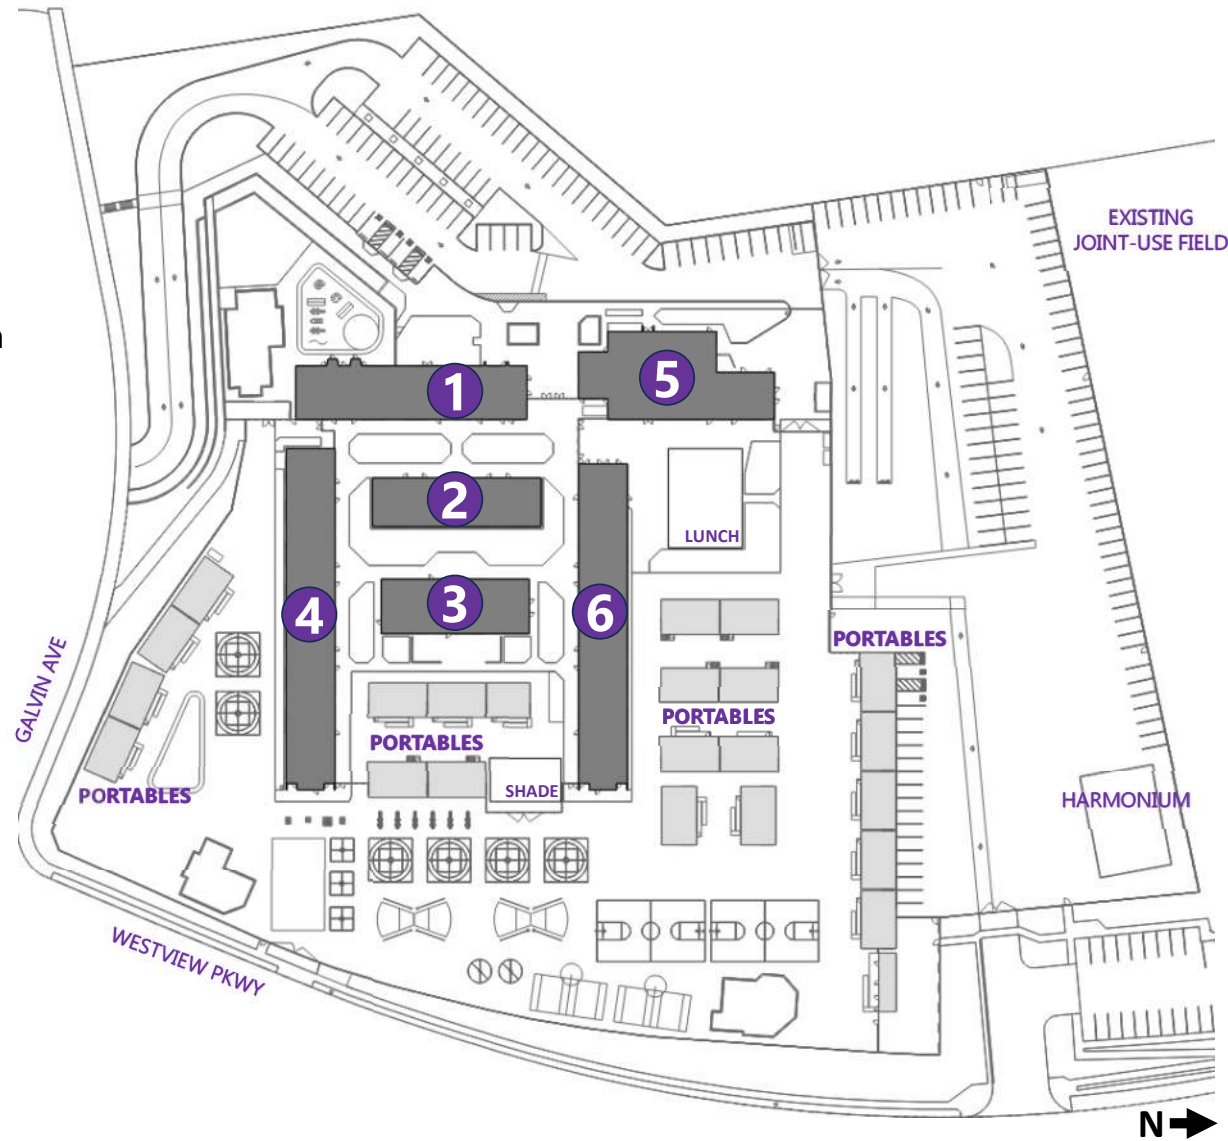 EXISTING
JOINT-USE FIELD
1
5
2
LUNCH
3
4
6
PORTABLES
GALVIN AVE
PORTABLES
PORTABLES
SHADE
PORTABLES
HARMONIUM
WESTVIEW PKWY
N